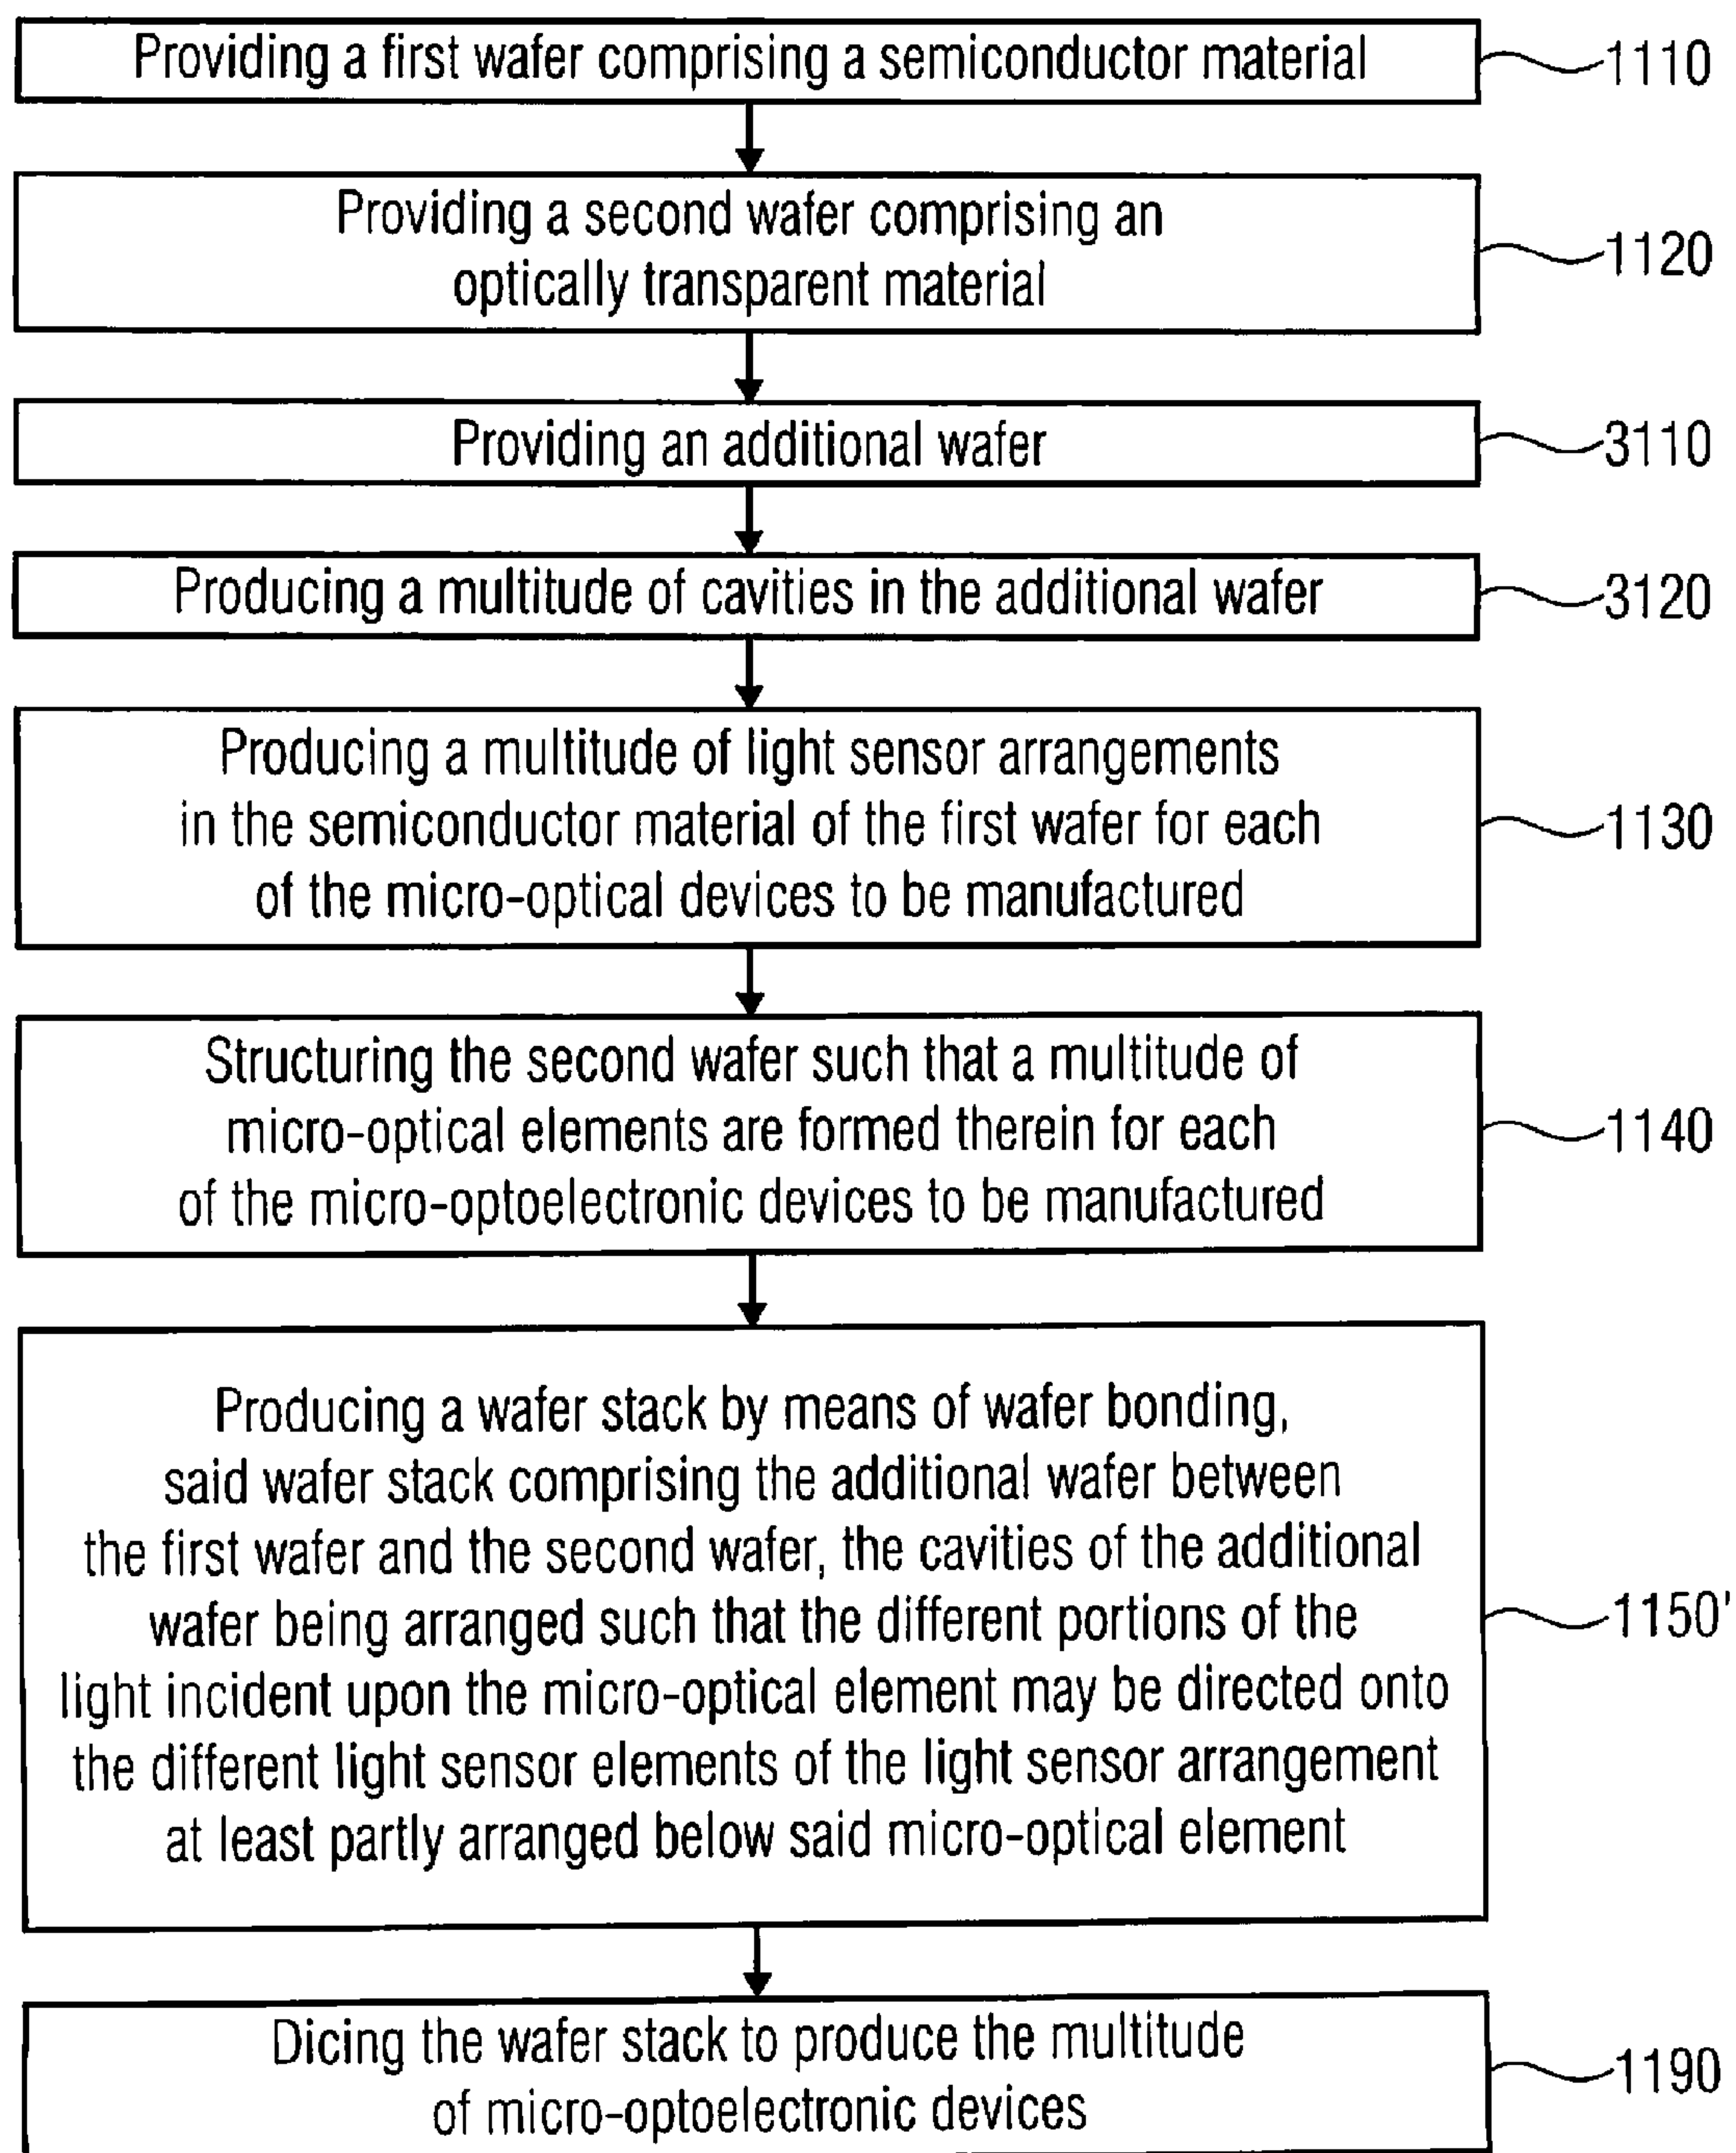 Providing a first wafer comprising a semiconductor material
1110
Providing a second wafer comprising an
optically transparent material
1120
Providing an additional wafer
3110
Producing a multitude of cavities in the additional wafer
3120
Producing a multitude of light sensor arrangements
in the semiconductor material of the first wafer for each
of the micro-optical devices to be manufactured
1130
Structuring the second wafer such that a multitude of
micro-optical elements are formed therein for each
of the micro-optoelectronic devices to be manufactured
1140
Producing a wafer stack by means of wafer bonding,
said wafer stack comprising the additional wafer between
the first wafer and the second wafer, the cavities of the additional
wafer being arranged such that the different portions of the
light incident upon the micro-optical element may be directed onto
the different light sensor elements of the light sensor arrangement
at least partly arranged below said micro-optical element
1150'
Dicing the wafer stack to produce the multitude
of micro-optoelectronic devices
1190